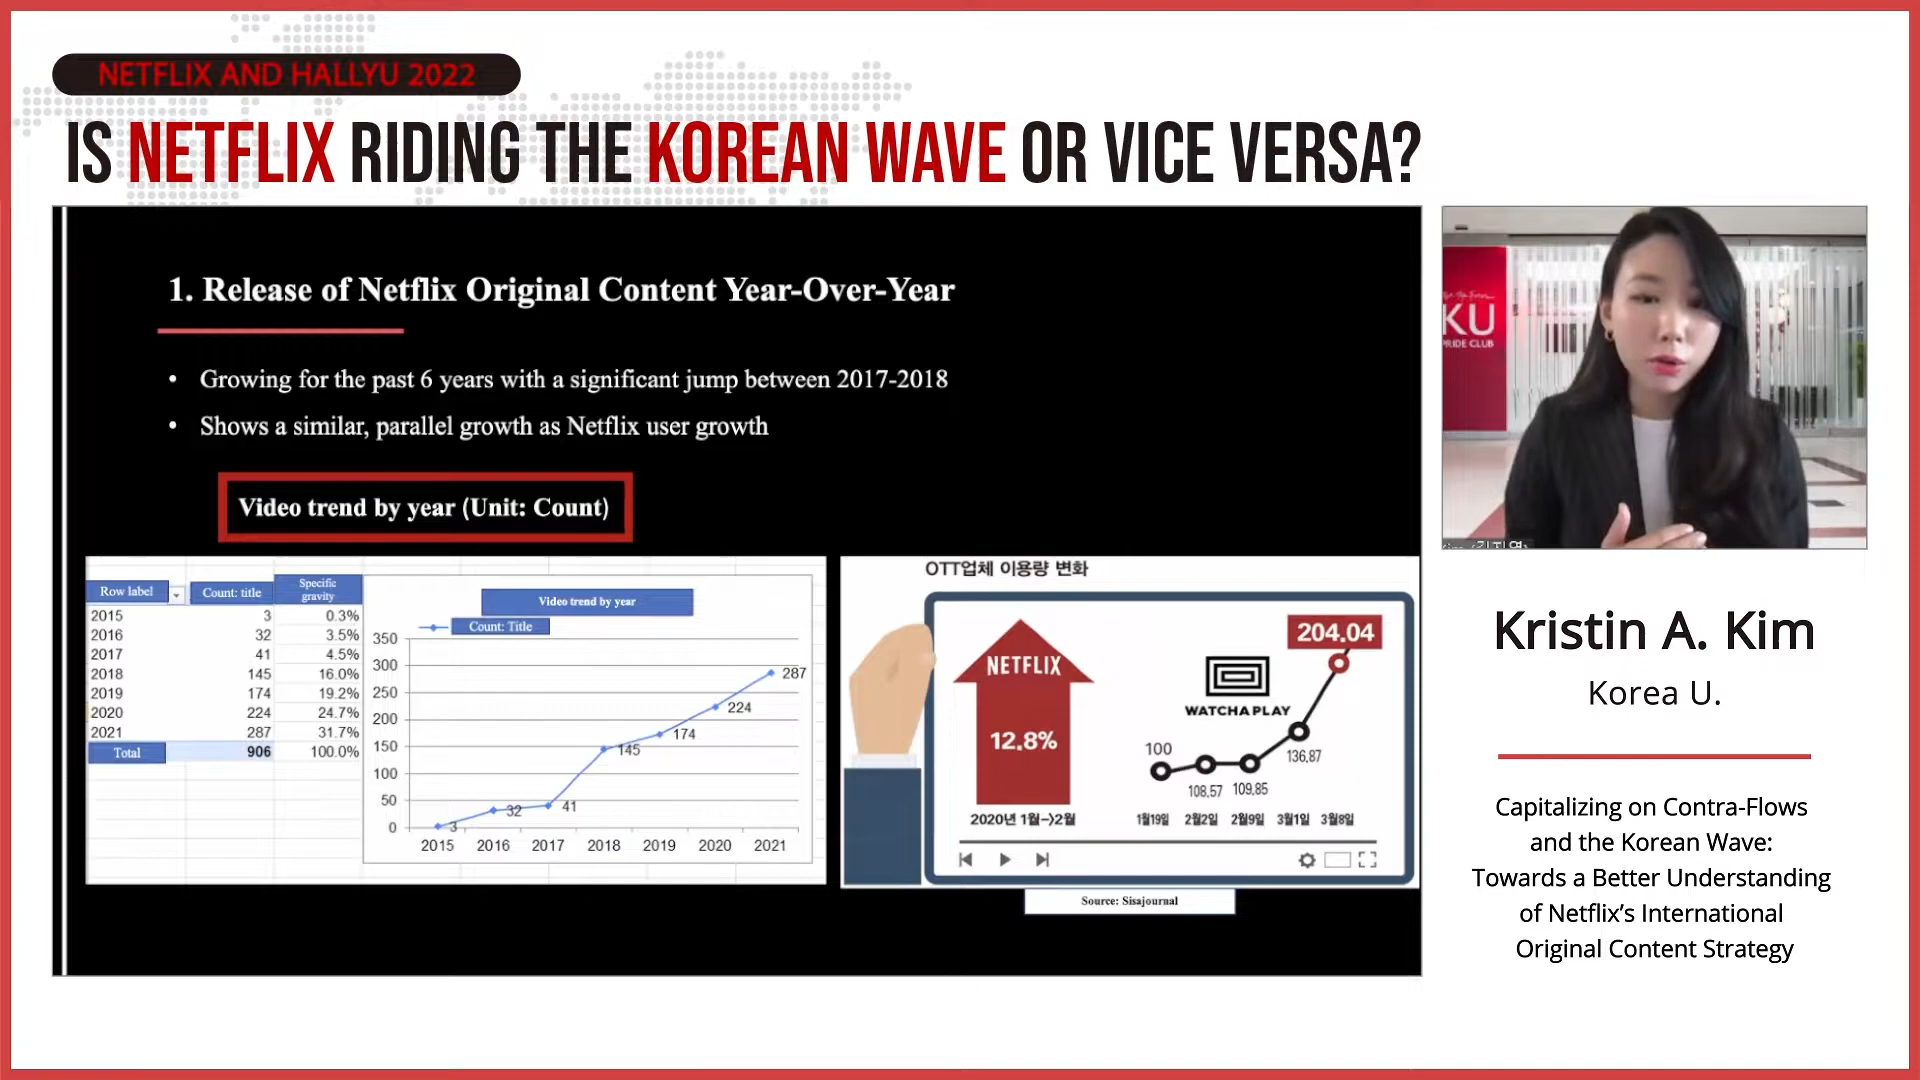 NETFLIX AND HALLYU 2022
IS NETFLIX RIDING THE KOREAN WAVE OR VICE VERSA?
1. Release of Netflix Original Content Year-Over-Year
• Growing for the past 6 years with a significant jump between 2017-2018
• Shows a similar, parallel growth as Netflix user growth
Video trend by year (Unit: Count)
Row label Count: title Specific gravity
2015 3 0.3%
2016 32 3.5%
2017 41 4.5%
2018 145 16.0%
2019 174 19.2%
2020 224 24.7%
2021 287 31.7%
Total 906 100.0%
Video trend by year
Count: Title
350
300
250
200
150
100
50
0
3
32
41
145
174
224
287
2015 2016 2017 2018 2019 2020 2021
OTT업체 이용량 변화
NETFLIX
12.8%
2020년 1월->2월
WATCHA PLAY
100
108.57
109.85
136.87
204.04
1월19일 2월2일 2월9일 3월1일 3월8일
Source: Sisajournal
KU
PRIDE CLUB
Kristin A. Kim
Korea U.
Capitalizing on Contra-Flows
and the Korean Wave:
Towards a Better Understanding
of Netflix’s International
Original Content Strategy